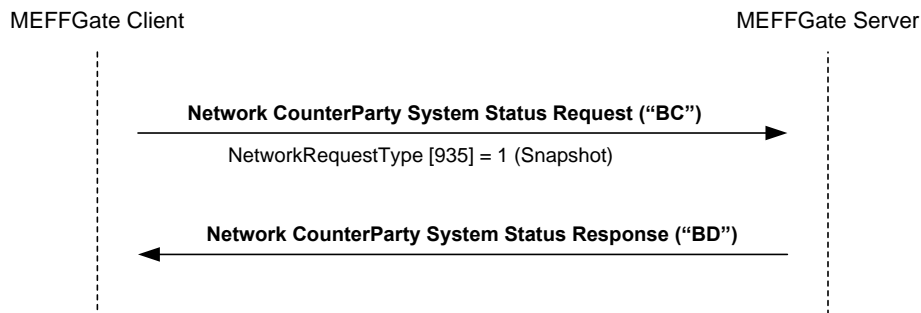 MEFFGate Client
MEFFGate Server
Network CounterParty System Status Request (“BC”)
NetworkRequestType [935] = 1 (Snapshot)
Network CounterParty System Status Response (“BD”)